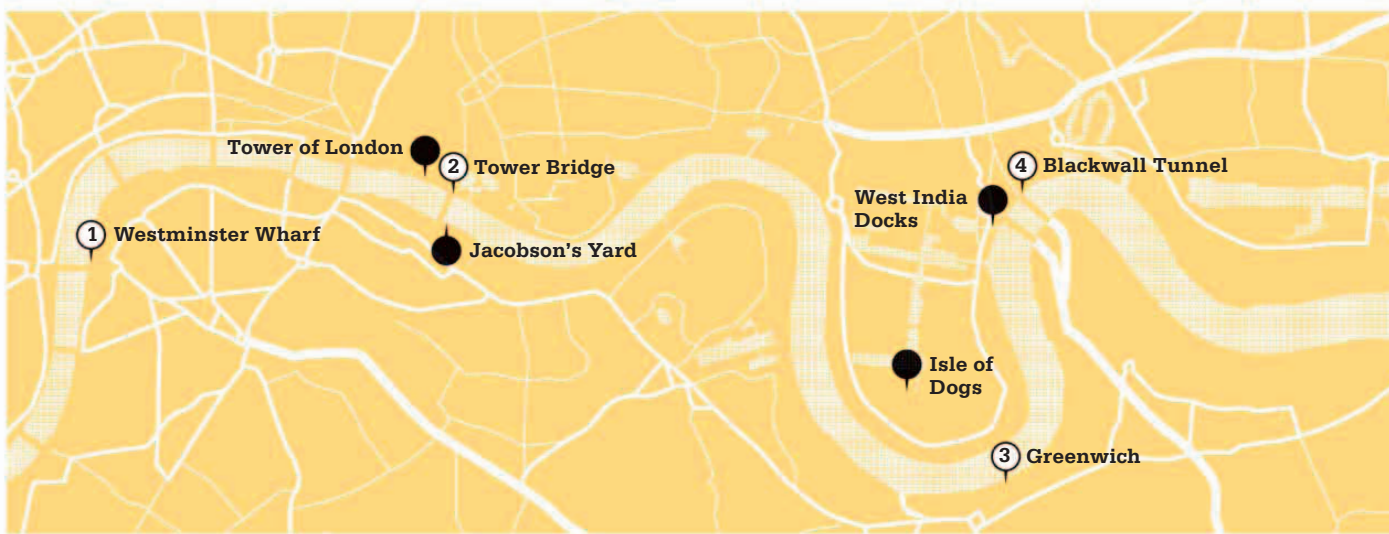 Tower of London
2 Tower Bridge
4 Blackwall Tunnel
West India
Docks
1 Westminster Wharf
Jacobson's Yard
Isle of
Dogs
3 Greenwich